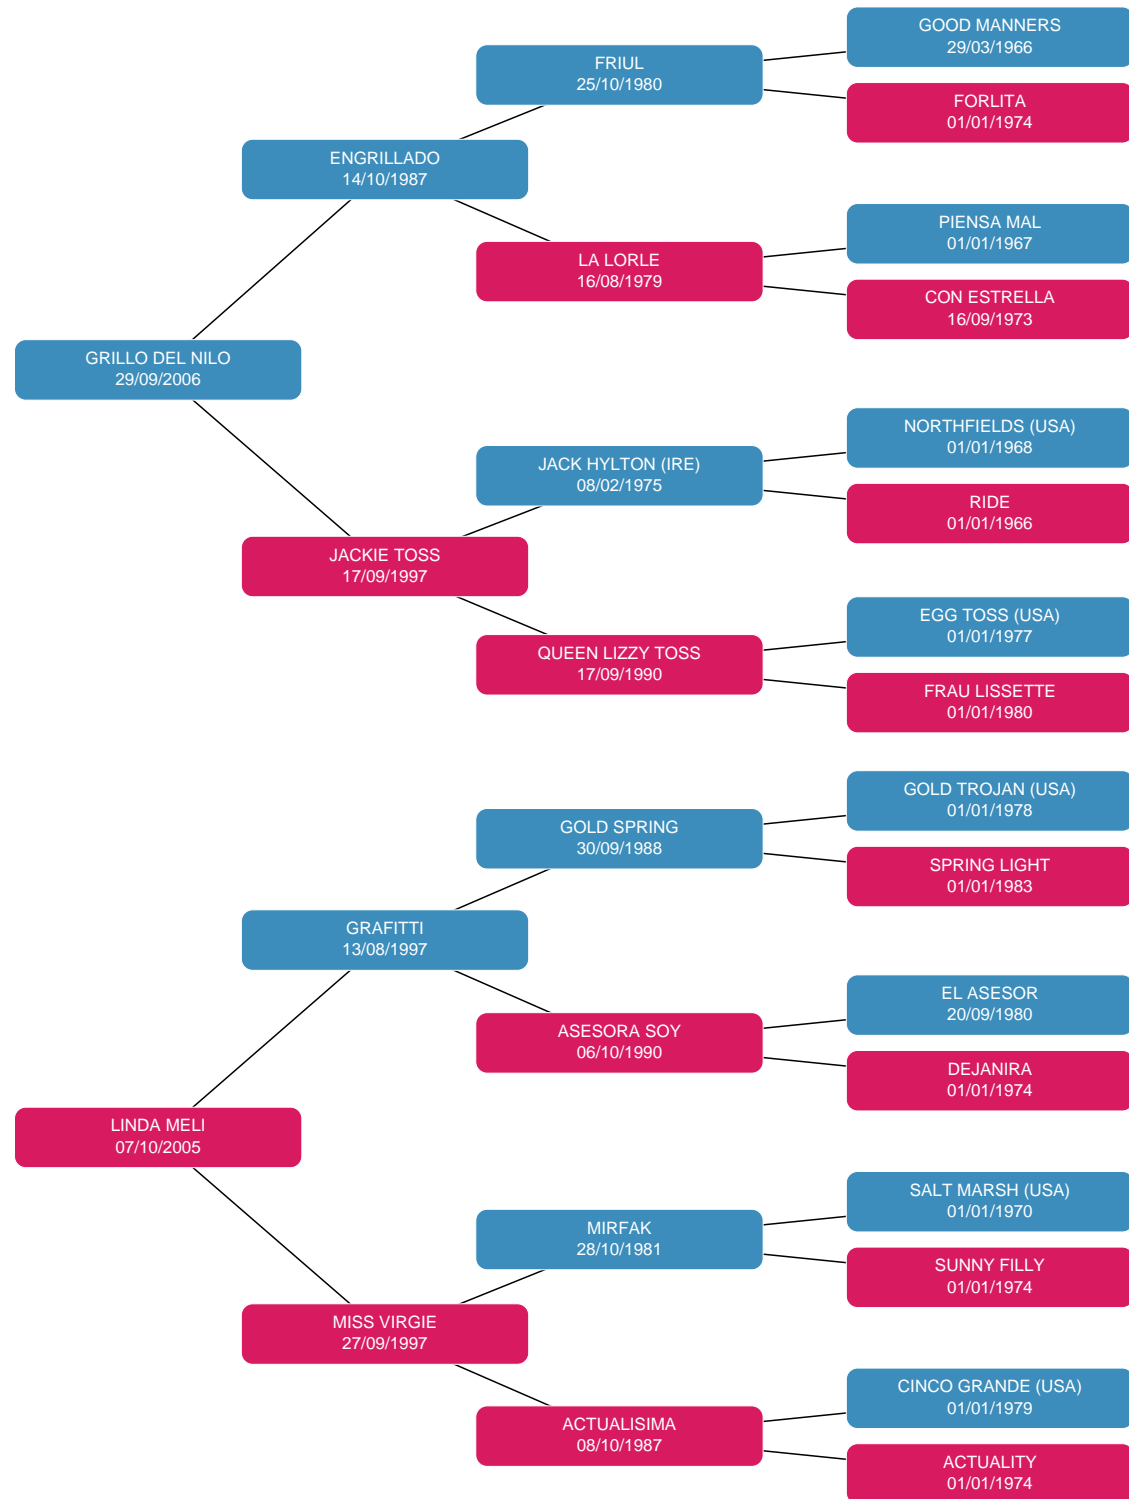 GOOD MANNERS
29/03/1966
FRIUL
25/10/1980
FORLITA
01/01/1974
ENGRILLADO
14/10/1987
PIENSA MAL
01/01/1967
LA LORLE
16/08/1979
CON ESTRELLA
16/09/1973
GRILLO DEL NILO
29/09/2006
NORTHFIELDS (USA)
01/01/1968
JACK HYLTON (IRE)
08/02/1975
RIDE
01/01/1966
JACKIE TOSS
17/09/1997
EGG TOSS (USA)
01/01/1977
QUEEN LIZZY TOSS
17/09/1990
FRAU LISSETTE
01/01/1980
GOLD TROJAN (USA)
01/01/1978
GOLD SPRING
30/09/1988
SPRING LIGHT
01/01/1983
GRAFITTI
13/08/1997
EL ASESOR
20/09/1980
ASESORA SOY
06/10/1990
DEJANIRA
01/01/1974
LINDA MELI
07/10/2005
SALT MARSH (USA)
01/01/1970
MIRFAK
28/10/1981
SUNNY FILLY
01/01/1974
MISS VIRGIE
27/09/1997
CINCO GRANDE (USA)
01/01/1979
ACTUALISIMA
08/10/1987
ACTUALITY
01/01/1974